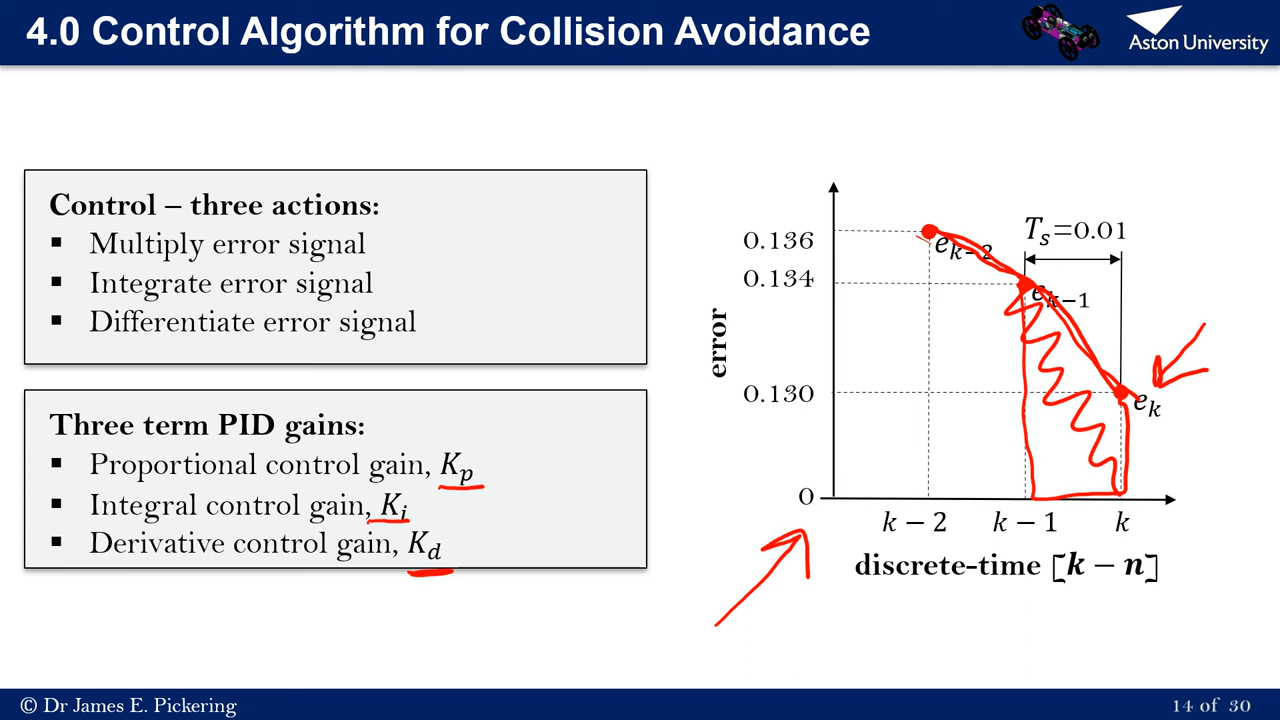 4.0 Control Algorithm for Collision Avoidance
Aston University
Control – three actions:
▪ Multiply error signal
▪ Integrate error signal
▪ Differentiate error signal
Three term PID gains:
▪ Proportional control gain, Kp
▪ Integral control gain, Ki
▪ Derivative control gain, Kd
error
0.136
0.134
0.130
0
ek−2
Ts=0.01
ek−1
ek
k − 2
k − 1
k
discrete-time [k − n]
© Dr James E. Pickering
14 of 30